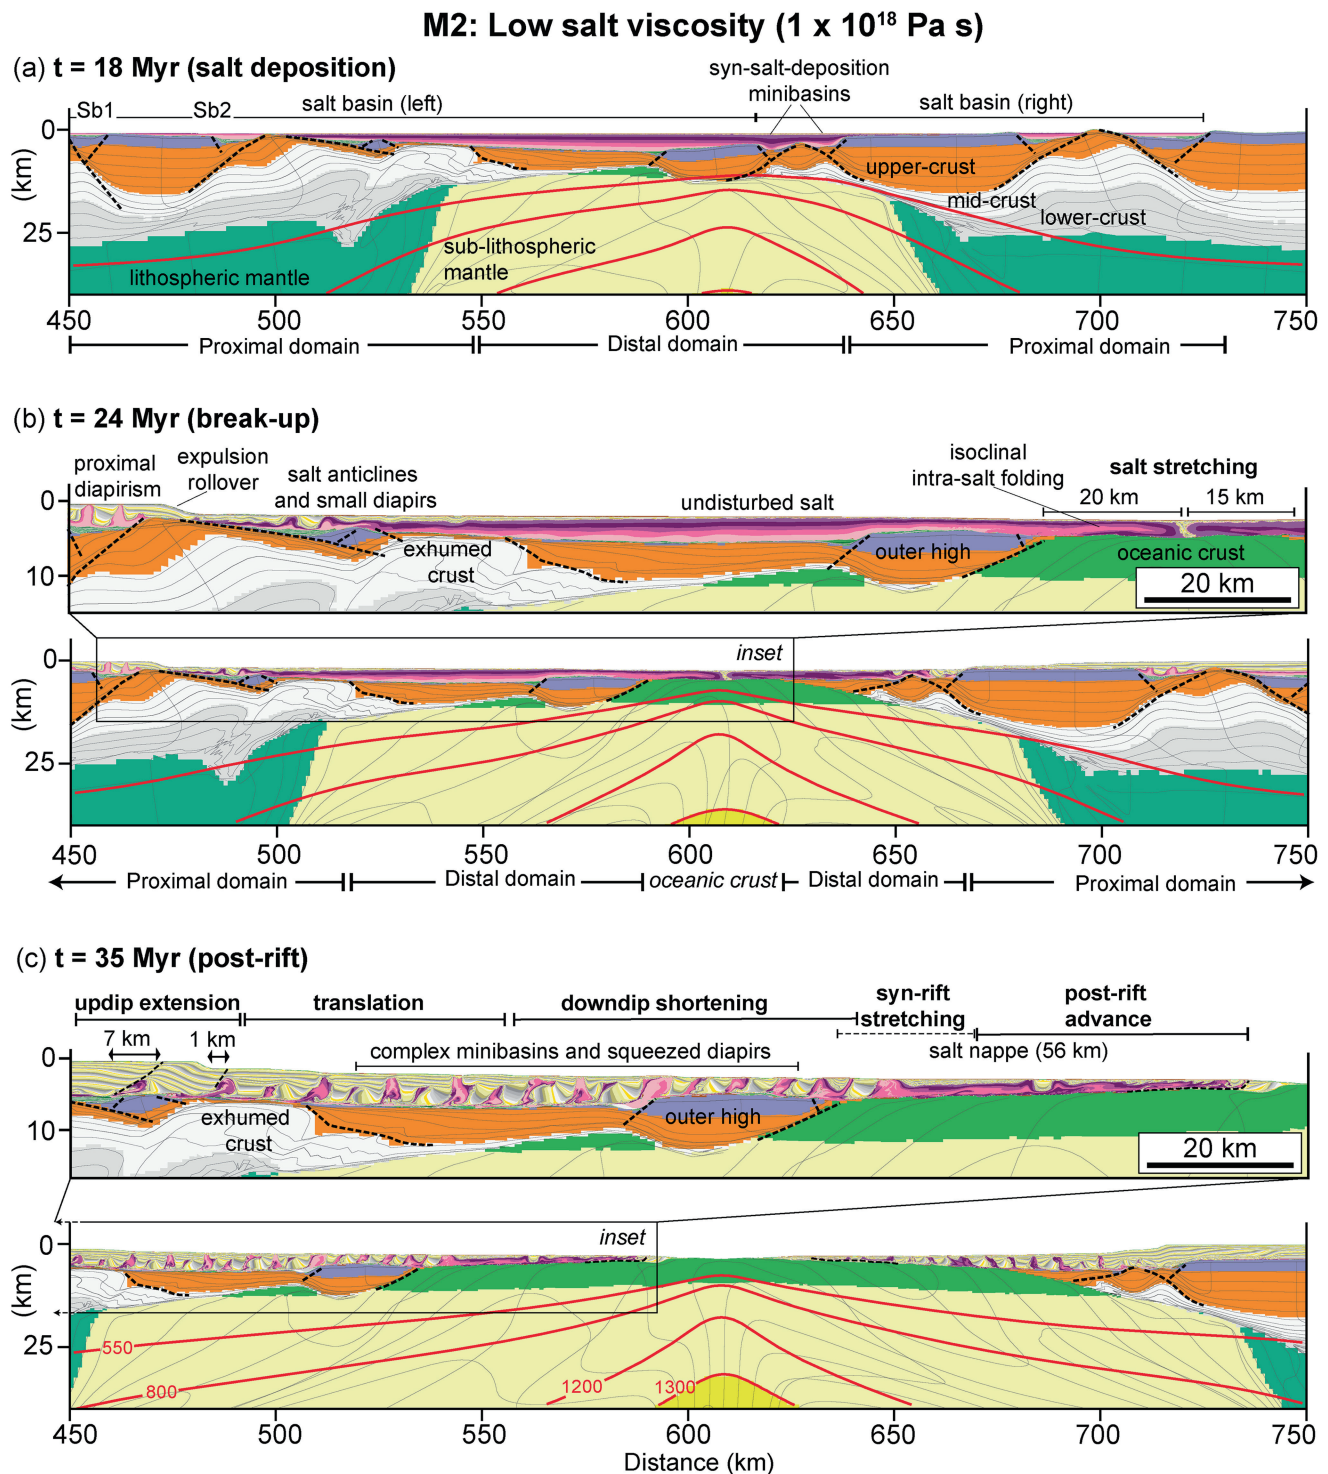 M2: Low salt viscosity (1 x 10¹⁸ Pa s)
(a) t = 18 Myr (salt deposition)
syn-salt-deposition
minibasins
Sb1
Sb2
salt basin (left)
salt basin (right)
0
25
(km)
upper-crust
mid-crust
lower-crust
sub-lithospheric
mantle
lithospheric mantle
450
500
550
600
650
700
750
Proximal domain
Distal domain
Proximal domain
(b) t = 24 Myr (break-up)
proximal
diapirism
expulsion
rollover
salt anticlines
and small diapirs
undisturbed salt
isoclinal
intra-salt folding
salt stretching
20 km
15 km
0
10
(km)
exhumed
crust
outer high
oceanic crust
20 km
inset
0
25
(km)
450
500
550
600
650
700
750
Proximal domain
Distal domain
oceanic crust
Distal domain
Proximal domain
(c) t = 35 Myr (post-rift)
updip extension
translation
downdip shortening
syn-rift
stretching
post-rift
advance
7 km
1 km
complex minibasins and squeezed diapirs
salt nappe (56 km)
0
10
exhumed
crust
outer high
20 km
inset
0
25
(km)
550
800
1200
1300
450
500
550
600
650
700
750
Distance (km)